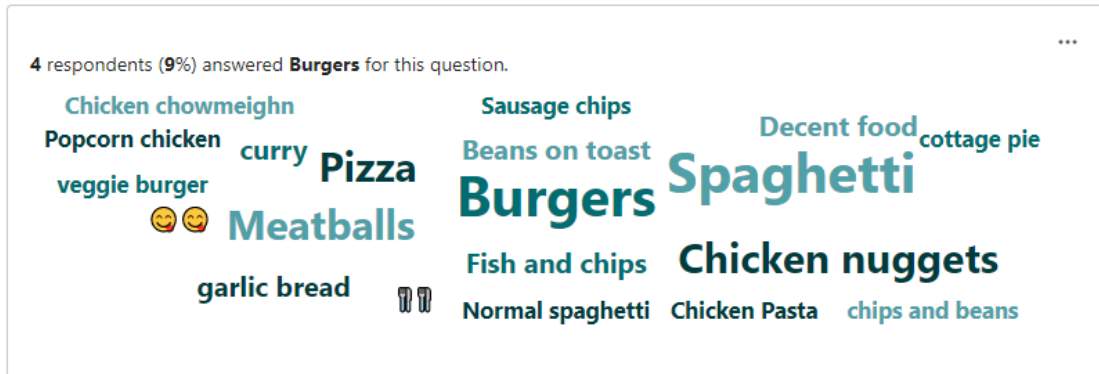 4 respondents (9%) answered Burgers for this question.
Chicken chowmeighn
Sausage chips
Popcorn chicken
curry
Pizza
Beans on toast
Decent food
cottage pie
veggie burger
Burgers
Spaghetti
😋😋
Meatballs
garlic bread
Fish and chips
Chicken nuggets
🍴🍴
Normal spaghetti
Chicken Pasta
chips and beans